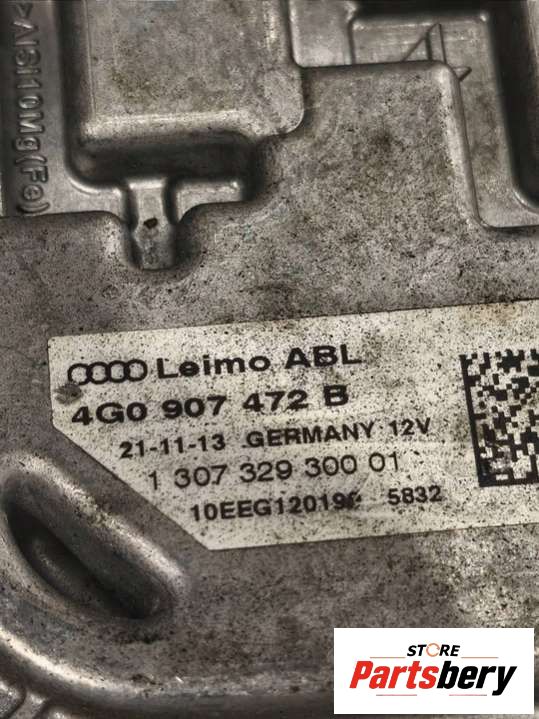 >AlSi10Mg(Fe)
Leimo ABL
4G0 907 472 B
21-11-13 GERMANY 12V
1 307 329 300 01
5832
STORE
Partsbery